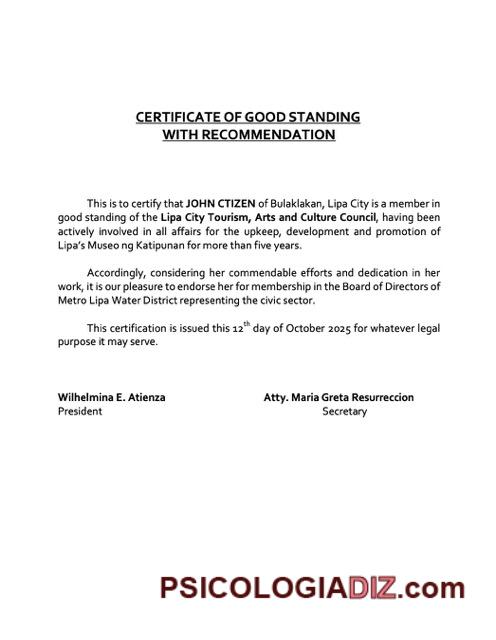 CERTIFICATE OF GOOD STANDING
WITH RECOMMENDATION
This is to certify that JOHN CTIZEN of Bulaklakan, Lipa City is a member in
good standing of the Lipa City Tourism, Arts and Culture Council, having been
actively involved in all affairs for the upkeep, development and promotion of
Lipa's Museo ng Katipunan for more than five years.
Accordingly, considering her commendable efforts and dedication in her
work, it is our pleasure to endorse her for membership in the Board of Directors of
Metro Lipa Water District representing the civic sector.
This certification is issued this 12th day of October 2025 for whatever legal
purpose it may serve.
Wilhelmina E. Atienza Atty. Maria Greta Resurreccion
President Secretary
PSICOLOGIADIZ.com